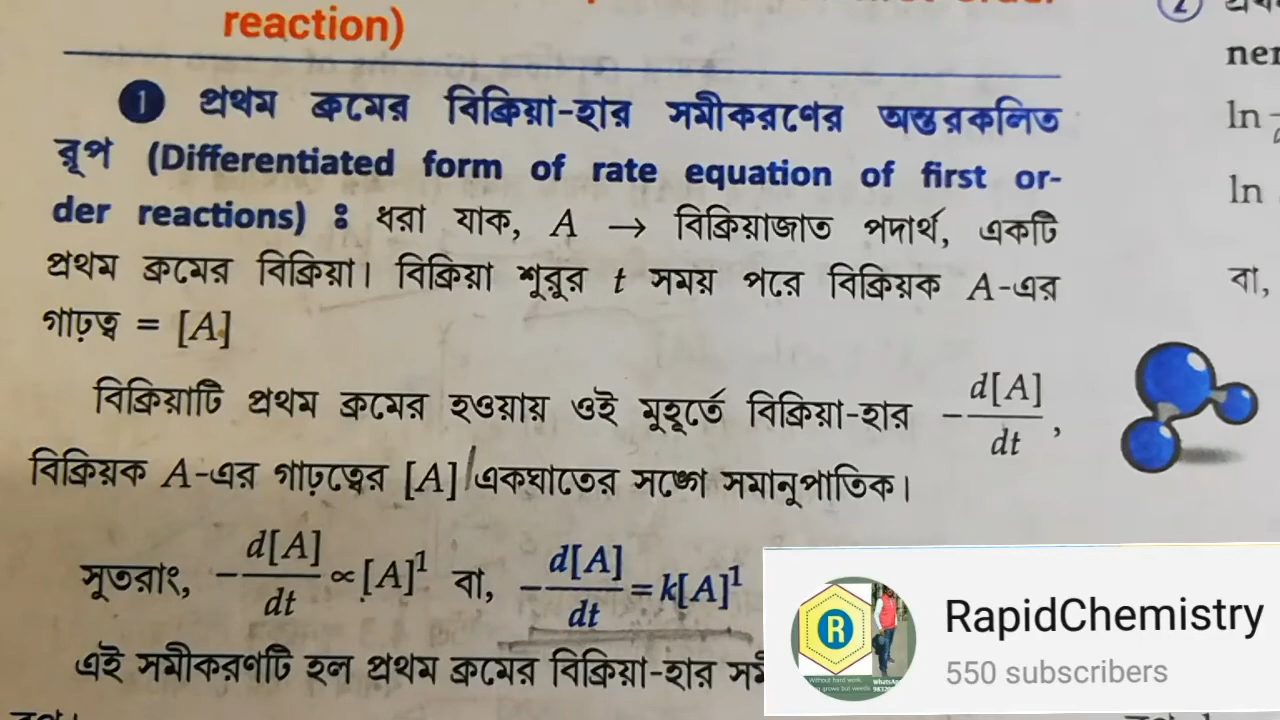 reaction)
1 প্রথম ক্রমের বিক্রিয়া-হার সমীকরণের অন্তরকলিত
রূপ (Differentiated form of rate equation of first or-
der reactions) : ধরা যাক, A → বিক্রিয়াজাত পদার্থ, একটি
প্রথম ক্রমের বিক্রিয়া। বিক্রিয়া শুরুর t সময় পরে বিক্রিয়ক A-এর
গাঢ়ত্ব = [A]
বিক্রিয়াটি প্রথম ক্রমের হওয়ায় ওই মুহূর্তে বিক্রিয়া-হার -d[A]/dt,
বিক্রিয়ক A-এর গাঢ়ত্বের [A] একঘাতের সঙ্গে সমানুপাতিক।
সুতরাং, -d[A]/dt ∝ [A]¹ বা, -d[A]/dt = k[A]¹
এই সমীকরণটি হল প্রথম ক্রমের বিক্রিয়া-হার
2
ln
ln
বা,
R
RapidChemistry
550 subscribers